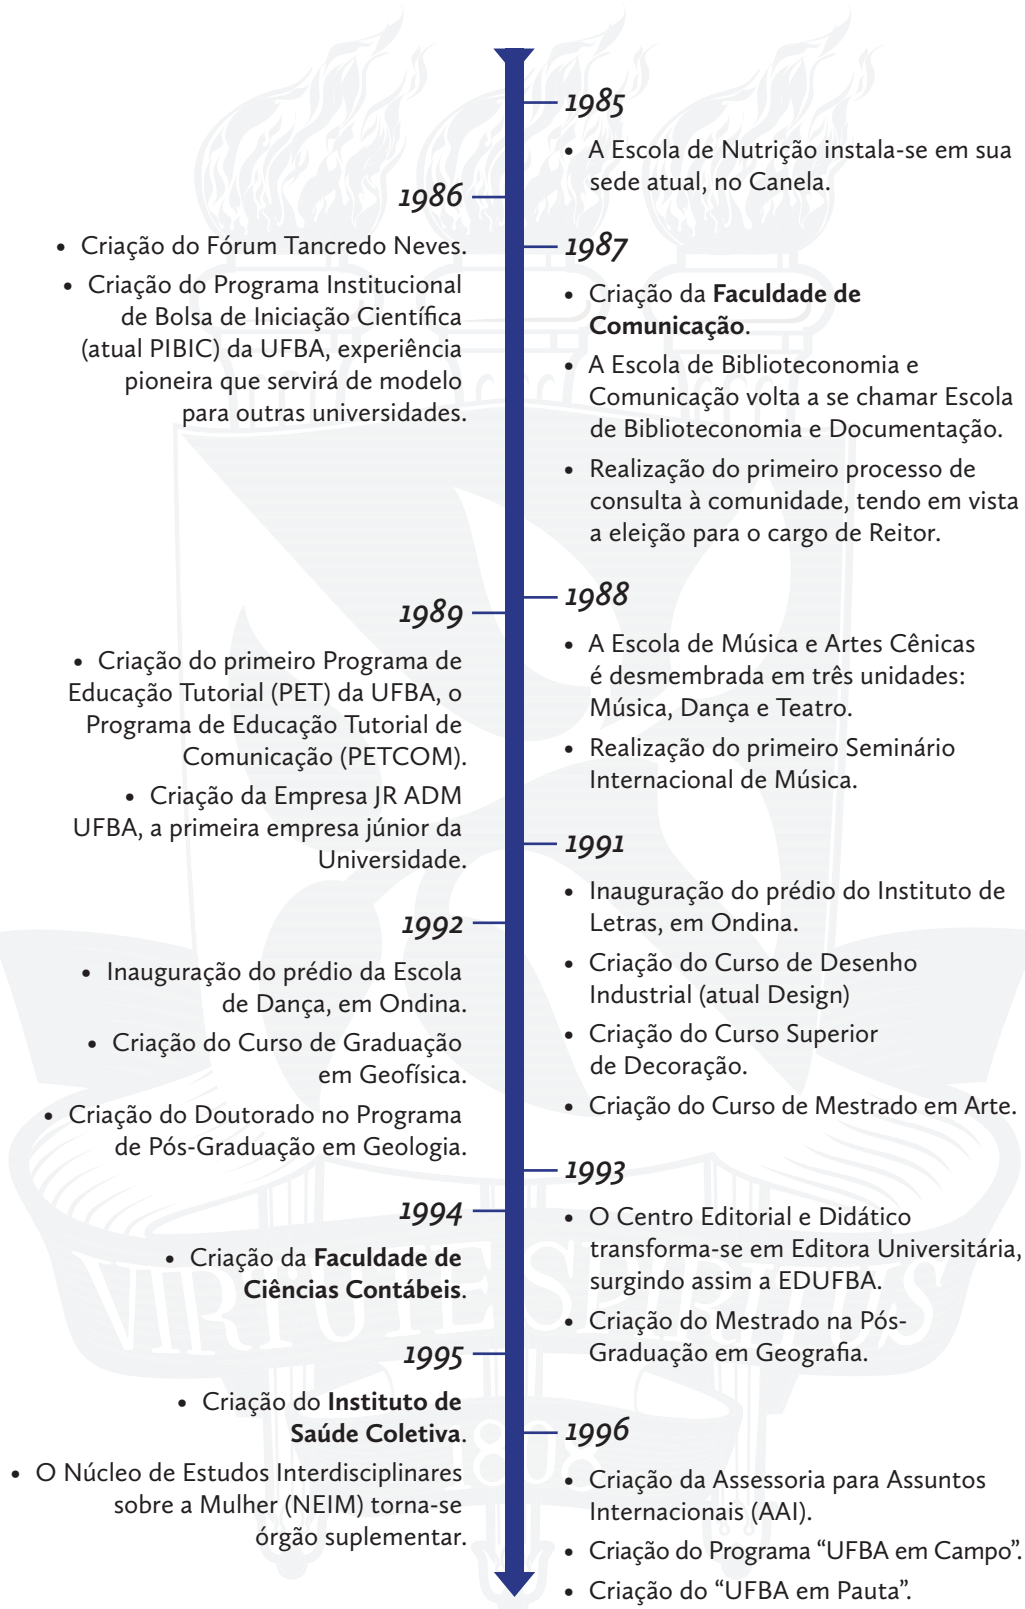 1985
• A Escola de Nutrição instala-se em sua
sede atual, no Canela.
1986
• Criação do Fórum Tancredo Neves.
• Criação do Programa Institucional
de Bolsa de Iniciação Científica
(atual PIBIC) da UFBA, experiência
pioneira que servirá de modelo
para outras universidades.
1987
• Criação da Faculdade de
Comunicação.
• A Escola de Biblioteconomia e
Comunicação volta a se chamar Escola
de Biblioteconomia e Documentação.
• Realização do primeiro processo de
consulta à comunidade, tendo em vista
a eleição para o cargo de Reitor.
1988
• A Escola de Música e Artes Cênicas
é desmembrada em três unidades:
Música, Dança e Teatro.
• Realização do primeiro Seminário
Internacional de Música.
1989
• Criação do primeiro Programa de
Educação Tutorial (PET) da UFBA, o
Programa de Educação Tutorial de
Comunicação (PETCOM).
• Criação da Empresa JR ADM
UFBA, a primeira empresa júnior da
Universidade.
1991
• Inauguração do prédio do Instituto de
Letras, em Ondina.
• Criação do Curso de Desenho
Industrial (atual Design)
• Criação do Curso Superior
de Decoração.
• Criação do Curso de Mestrado em Arte.
1992
• Inauguração do prédio da Escola
de Dança, em Ondina.
• Criação do Curso de Graduação
em Geofísica.
• Criação do Doutorado no Programa
de Pós-Graduação em Geologia.
1993
• O Centro Editorial e Didático
transforma-se em Editora Universitária,
surgindo assim a EDUFBA.
• Criação do Mestrado na Pós-
Graduação em Geografia.
1994
• Criação da Faculdade de
Ciências Contábeis.
1995
• Criação do Instituto de
Saúde Coletiva.
• O Núcleo de Estudos Interdisciplinares
sobre a Mulher (NEIM) torna-se
órgão suplementar.
1996
• Criação da Assessoria para Assuntos
Internacionais (AAI).
• Criação do Programa “UFBA em Campo”.
• Criação do “UFBA em Pauta”.
VIRTUTE SPIRITUS
1808